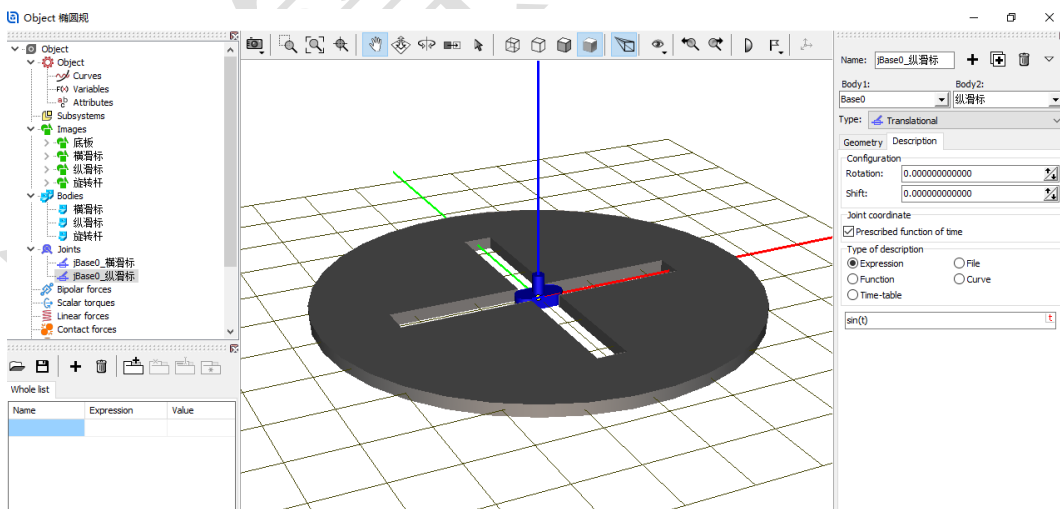 Object 椭圆规
Object
Object
Curves
Variables
Attributes
Subsystems
Images
底板
横滑标
纵滑标
旋转杆
Bodies
横滑标
纵滑标
旋转杆
Joints
jBase0_横滑标
jBase0_纵滑标
Bipolar forces
Scalar torques
Linear forces
Contact forces
Whole list
Name Expression Value
Name: jBase0_纵滑标
Body1: Body2:
Base0 纵滑标
Type: Translational
Geometry Description
Configuration
Rotation: 0.000000000000
Shift: 0.000000000000
Joint coordinate
Prescribed function of time
Type of description
Expression File
Function Curve
Time-table
sin(t) t